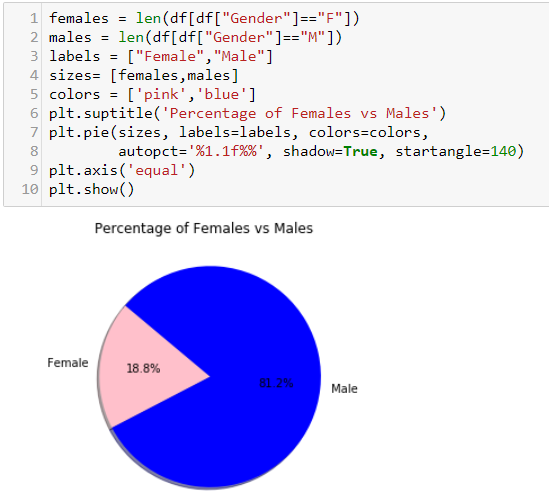 1 females = len(df[df["Gender"]=="F"])
2 males = len(df[df["Gender"]=="M"])
3 labels = ["Female","Male"]
4 sizes= [females,males]
5 colors = ['pink','blue']
6 plt.suptitle('Percentage of Females vs Males')
7 plt.pie(sizes, labels=labels, colors=colors,
8         autopct='%1.1f%%', shadow=True, startangle=140)
9 plt.axis('equal')
10 plt.show()
Percentage of Females vs Males
Female
18.8%
81.2%
Male